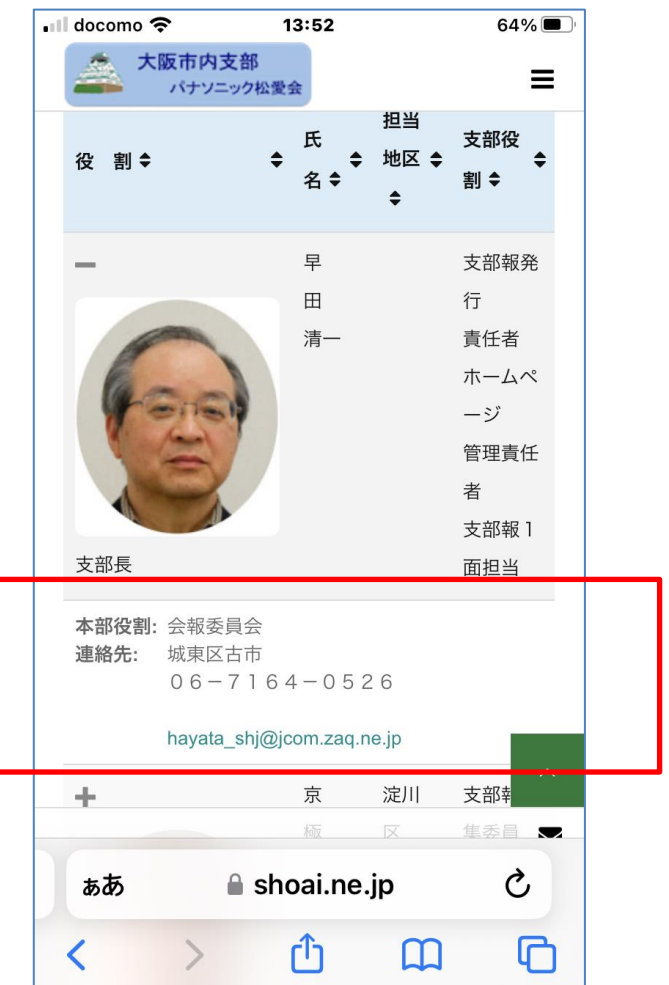 docomo 13:52 64%
大阪市内支部
パナソニック松愛会
役 割 氏名 担当地区 支部役割
早田清一
支部報発行
責任者
ホームページ
管理責任者
支部報1面担当
支部長
本部役割: 会報委員会
連絡先: 城東区古市
06-7164-0526
hayata_shj@jcom.zaq.ne.jp
京極 淀川区 支部
集委員
ぁあ shoai.ne.jp